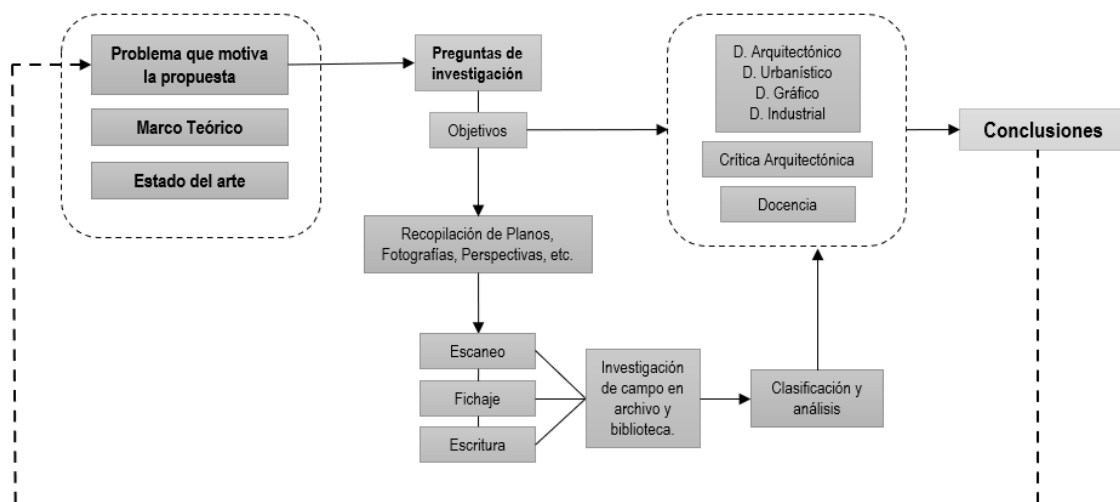 Problema que motiva
la propuesta
Marco Teórico
Estado del arte
Preguntas de
investigación
Objetivos
Recopilación de Planos,
Fotografías, Perspectivas, etc.
Escaneo
Fichaje
Escritura
Investigación
de campo en
archivo y
biblioteca.
Clasificación y
análisis
D. Arquitectónico
D. Urbanístico
D. Gráfico
D. Industrial
Crítica Arquitectónica
Docencia
Conclusiones